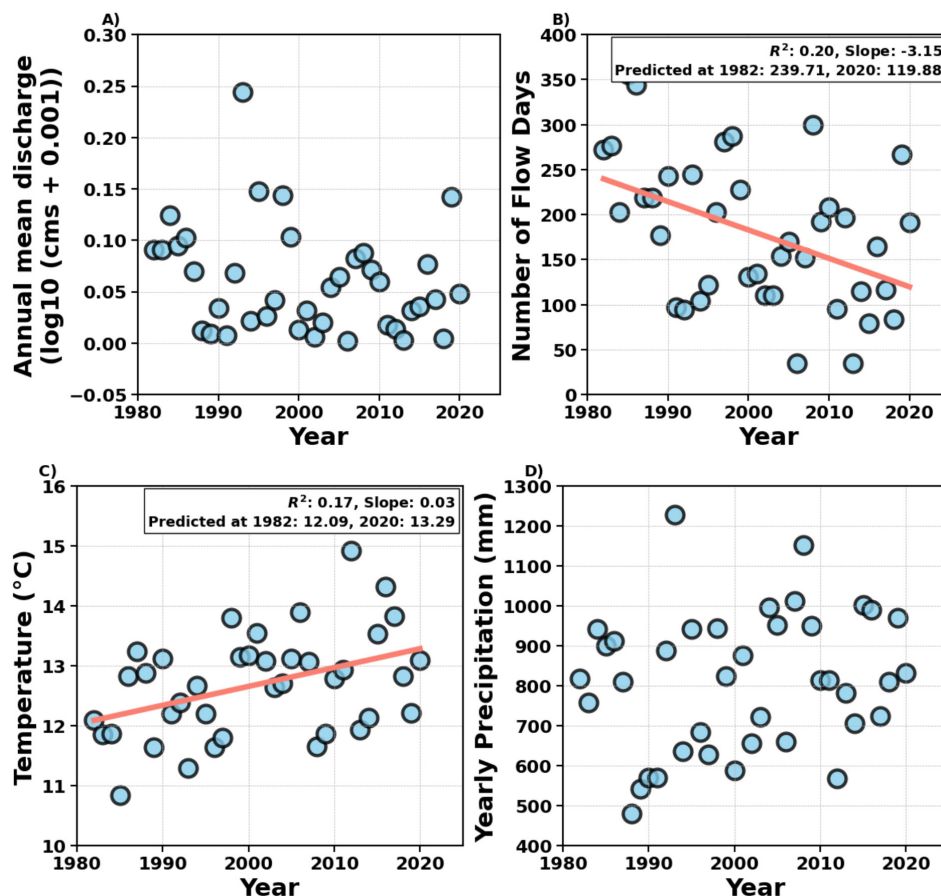 A)
Annual mean discharge
(log10 (cms + 0.001))
0.30
0.25
0.20
0.15
0.10
0.05
0.00
−0.05
1980 1990 2000 2010 2020
Year
B)
Number of Flow Days
400
350
300
250
200
150
100
50
0
R²: 0.20, Slope: -3.15
Predicted at 1982: 239.71, 2020: 119.88
1980 1990 2000 2010 2020
Year
C)
Temperature (°C)
16
15
14
13
12
11
10
R²: 0.17, Slope: 0.03
Predicted at 1982: 12.09, 2020: 13.29
1980 1990 2000 2010 2020
Year
D)
Yearly Precipitation (mm)
1300
1200
1100
1000
900
800
700
600
500
400
1980 1990 2000 2010 2020
Year